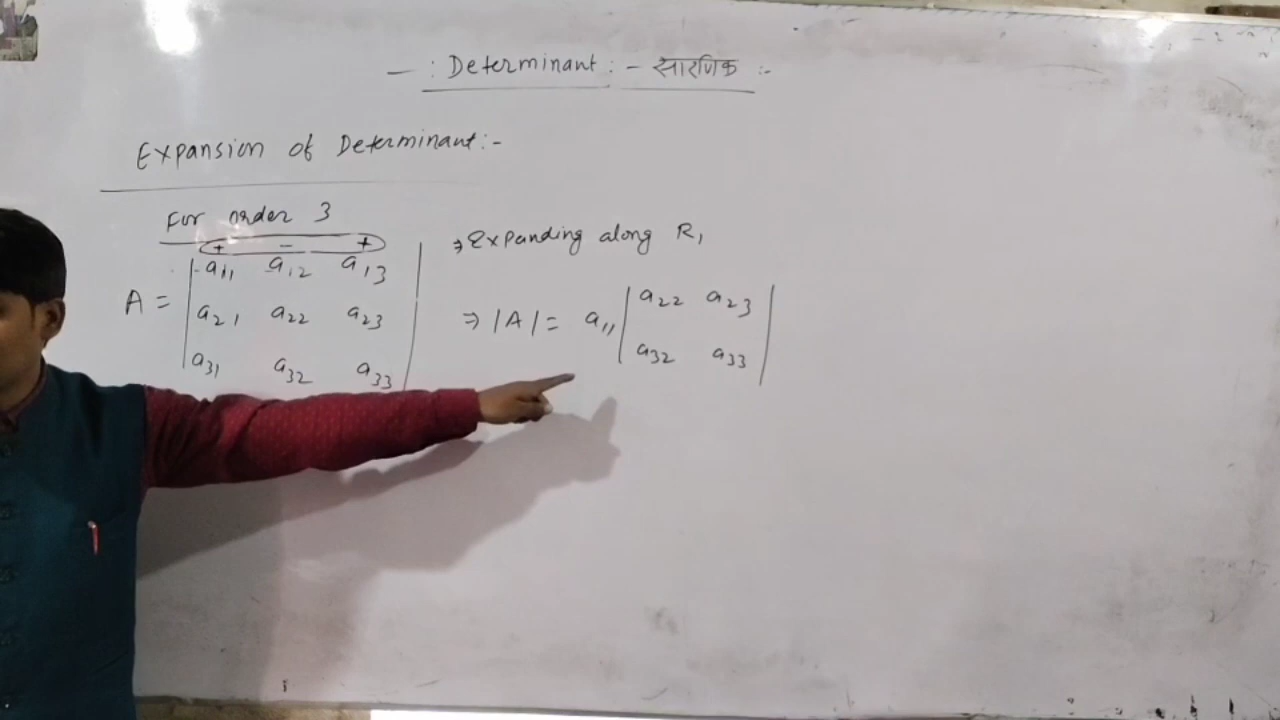 — : Determinant : - सारणिक :-
Expansion of Determinant:-
For order 3
+ - +
A = | a11 a12 a13 |
a21 a22 a23
a31 a32 a33
⇒ Expanding along R1
⇒ |A| = a11 | a22 a23 |
a32 a33